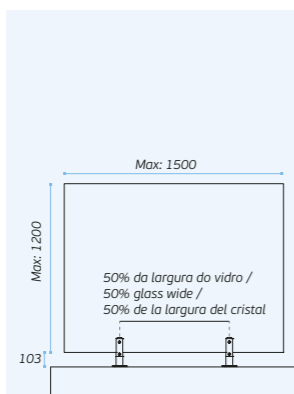 Max: 1500
Max: 1200
50% da largura do vidro /
50% glass wide /
50% de la largura del cristal
103